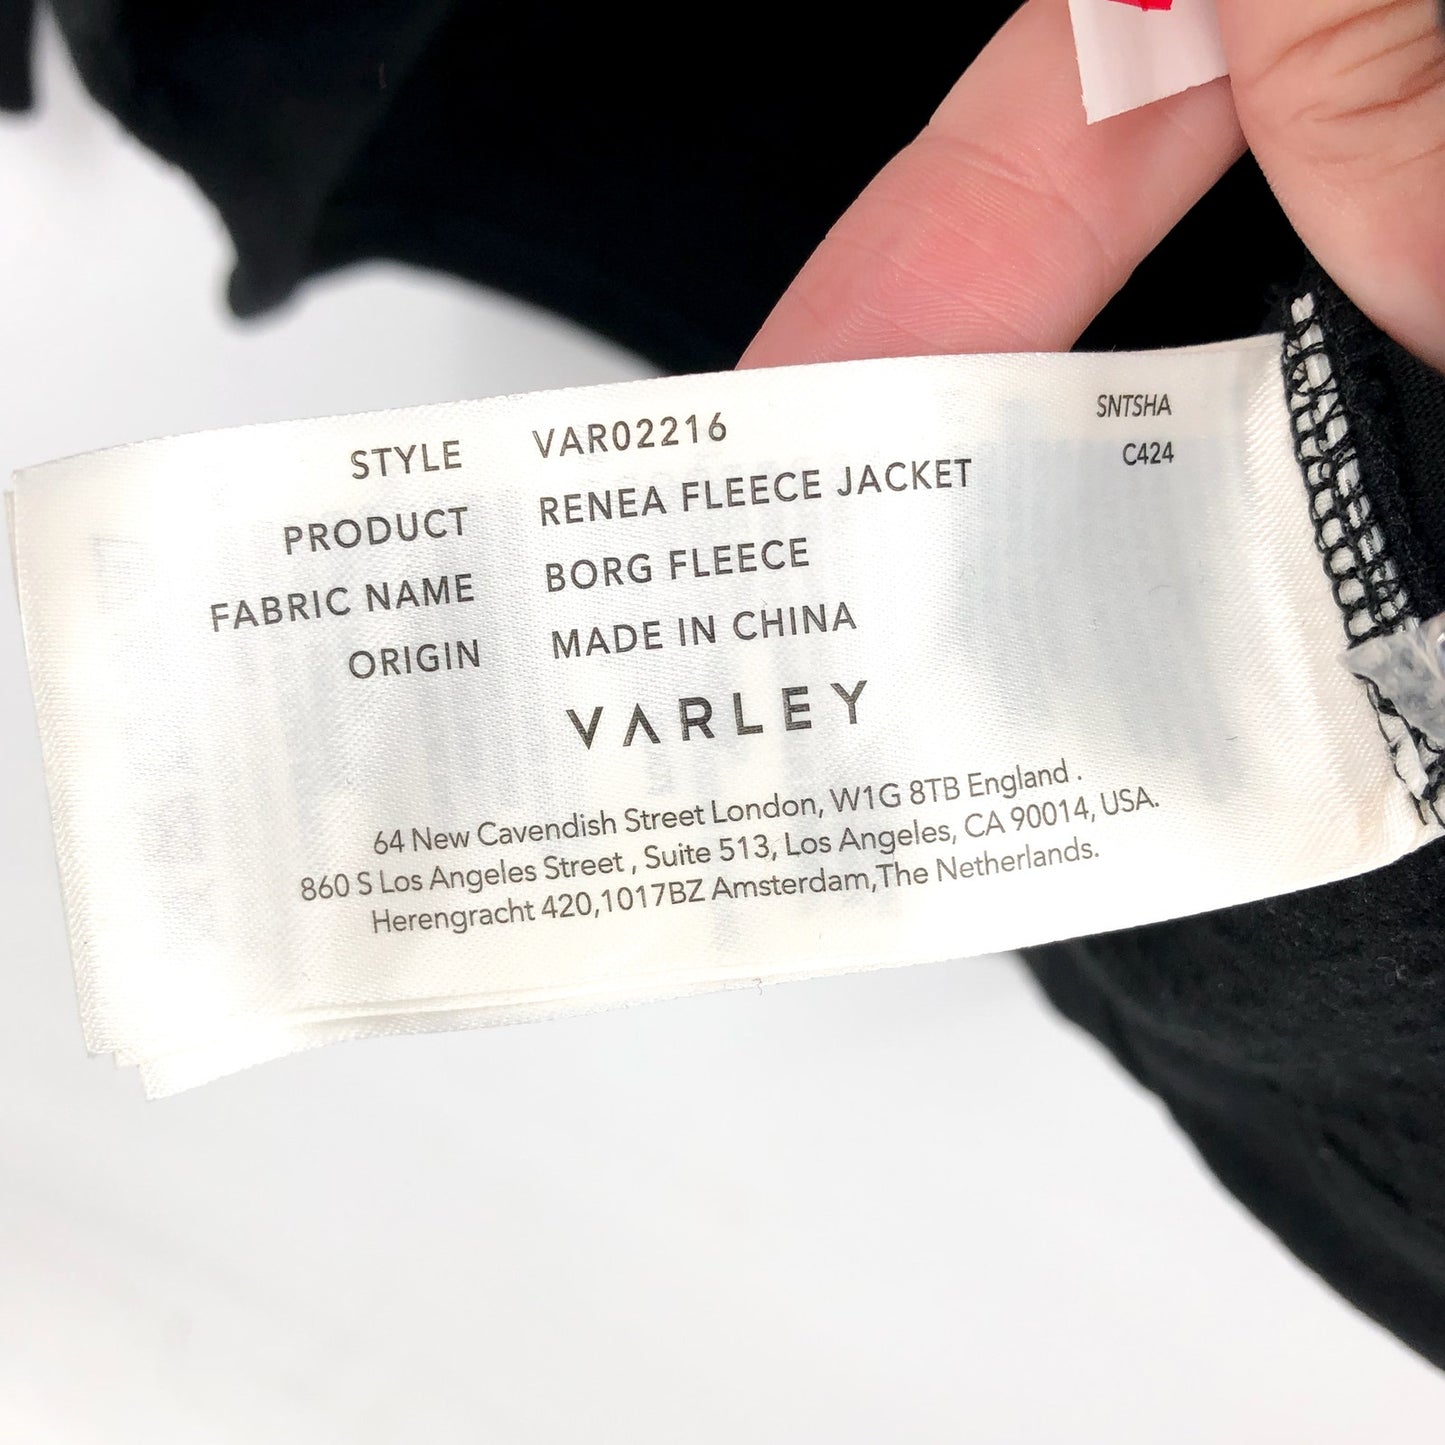 STYLE VAR02216 SNTSHA
PRODUCT RENEA FLEECE JACKET C424
FABRIC NAME BORG FLEECE
ORIGIN MADE IN CHINA
VARLEY
64 New Cavendish Street London, W1G 8TB England .
860 S Los Angeles Street , Suite 513, Los Angeles, CA 90014, USA.
Herengracht 420,1017BZ Amsterdam,The Netherlands.